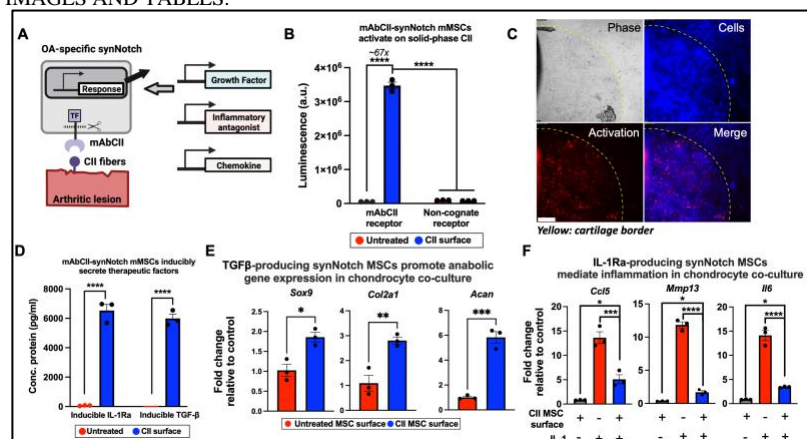 IMAGES AND TABLES:
A
OA-specific synNotch
Response
TF
mAbCII
CII fibers
Arthritic lesion
Growth Factor
Inflammatory
antagonist
Chemokine
B
mAbCII-synNotch mMSCs
activate on solid-phase CII
~67x
****
****
Luminescence (a.u.)
4×10⁶
3×10⁶
2×10⁶
1×10⁶
0
mAbCII
receptor
Non-cognate
receptor
Untreated
CII surface
C
Phase
Cells
Activation
Merge
Yellow: cartilage border
D
mAbCII-synNotch mMSCs inducibly
secrete therapeutic factors
****
****
Conc. protein (pg/ml)
8000
6000
4000
2000
0
Inducible IL-1Ra
Inducible TGF-β
Untreated
CII surface
E
TGFβ-producing synNotch MSCs promote anabolic
gene expression in chondrocyte co-culture
Fold change
relative to control
Sox9
*
2.5
2.0
1.5
1.0
0.5
0.0
Col2a1
**
4
3
2
1
0
Acan
***
8
6
4
2
0
Untreated MSC surface
CII MSC surface
F
IL-1Ra-producing synNotch MSCs
mediate inflammation in chondrocyte co-culture
Fold change
relative to control
Ccl5
*
***
20
15
10
5
0
Mmp13
*
****
15
10
5
0
Il6
*
****
20
15
10
5
0
CII MSC
surface
+ - +
+ - +
+ - +
- + +
- + +
- + +